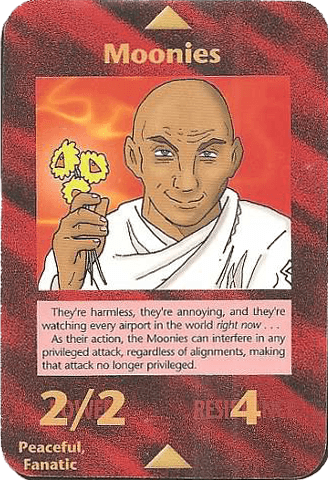 Moonies
They're harmless, they're annoying, and they're
watching every airport in the world right now . . .
As their action, the Moonies can interfere in any
privileged attack, regardless of alignments, making
that attack no longer privileged.
POWER
2/2
RESISTANCE
4
Peaceful,
Fanatic